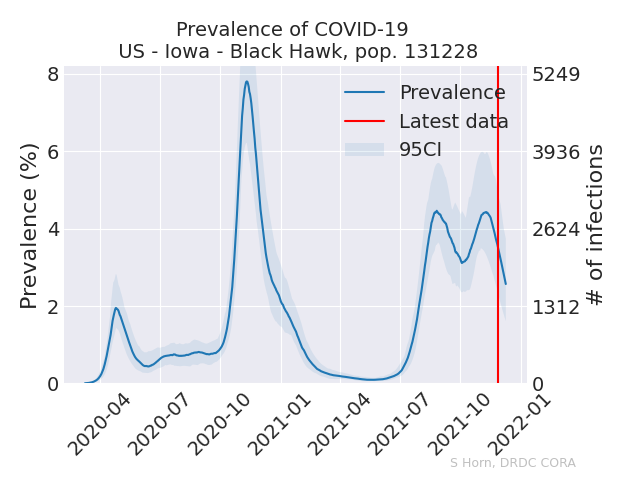 Prevalence of COVID-19
US - Iowa - Black Hawk, pop. 131228
8
6
4
2
0
Prevalence (%)
5249
3936
2624
1312
0
# of infections
Prevalence
Latest data
95CI
2020-04
2020-07
2020-10
2021-01
2021-04
2021-07
2021-10
2022-01
S Horn, DRDC CORA